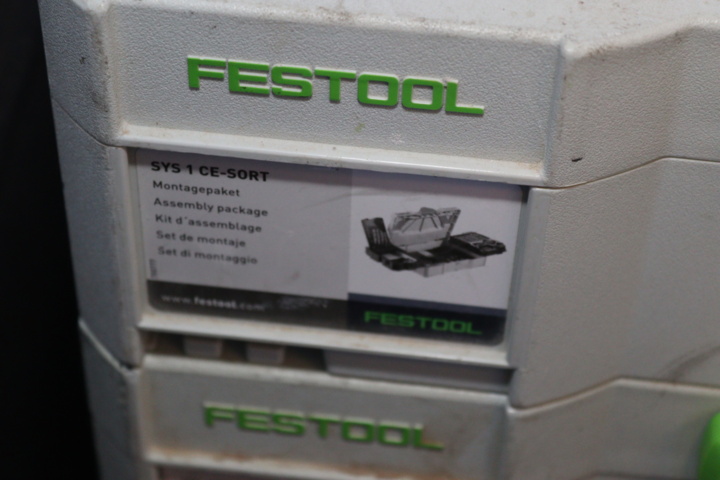 FESTOOL
SYS 1 CE-SORT
Montagepaket
Assembly package
Kit d'assemblage
Set de montaje
Set di montaggio
www.festool.com
FESTOOL
FESTOOL